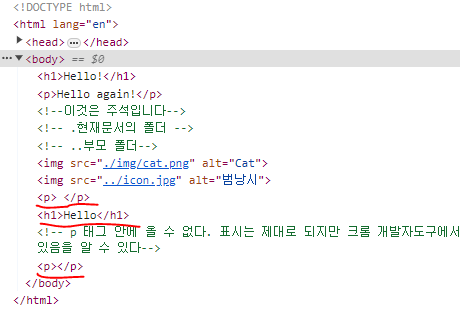 <!DOCTYPE html>
<html lang="en">
<head> ⋯ </head>
<body> == $0
<h1>Hello!</h1>
<p>Hello again!</p>
<!--이것은 주석입니다-->
<!-- .현재문서의 폴더 -->
<!-- ..부모 폴더-->
<img src="./img/cat.png" alt="Cat">
<img src="../icon.jpg" alt="범냥시">
<p> </p>
<h1>Hello</h1>
<!-- p 태그 안에 올 수 없다. 표시는 제대로 되지만 크롬 개발자도구에서
있음을 알 수 있다-->
<p></p>
</body>
</html>